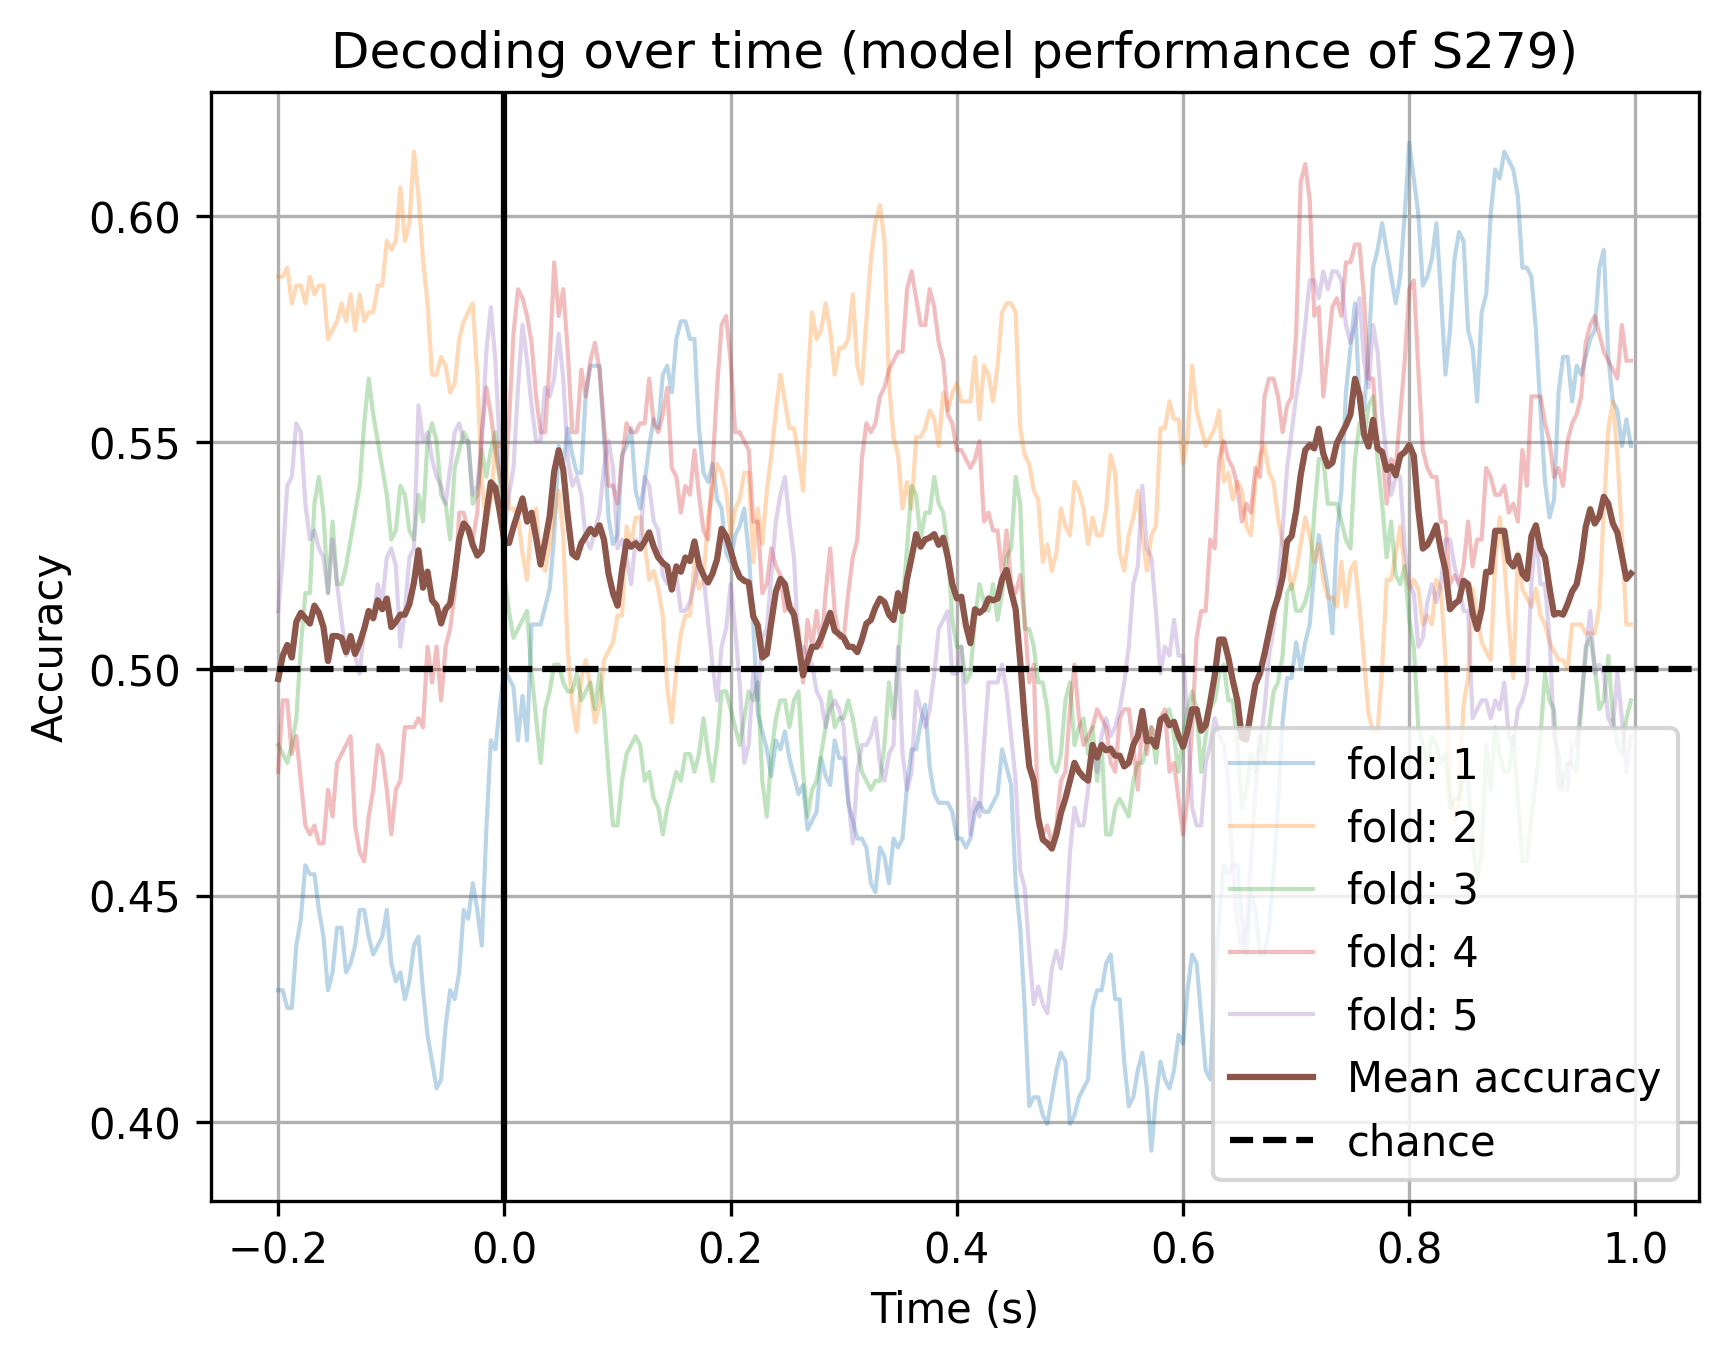 Decoding over time (model performance of S279)
Accuracy
0.60
0.55
0.50
0.45
0.40
−0.2
0.0
0.2
0.4
0.6
0.8
1.0
Time (s)
fold: 1
fold: 2
fold: 3
fold: 4
fold: 5
Mean accuracy
chance